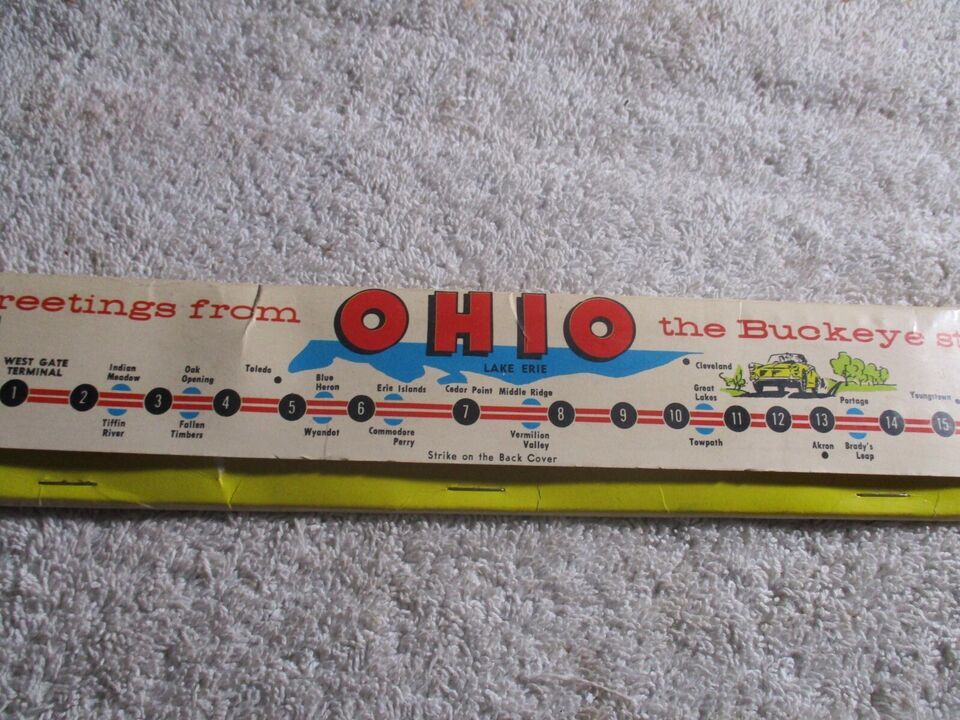 reetings from OHIO the Buckeye st
LAKE ERIE
WEST GATE
TERMINAL
Indian
Meadow
Oak
Opening
Toledo
Blue
Heron
Erie Islands
Cedar Point
Middle Ridge
Cleveland
Great
Lakes
Portage
Youngstown
1 2 3 4 5 6 7 8 9 10 11 12 13 14 15
Tiffin
River
Fallen
Timbers
Wyandot
Commodore
Perry
Vermilion
Valley
Towpath
Akron
Brady's
Leap
Strike on the Back Cover